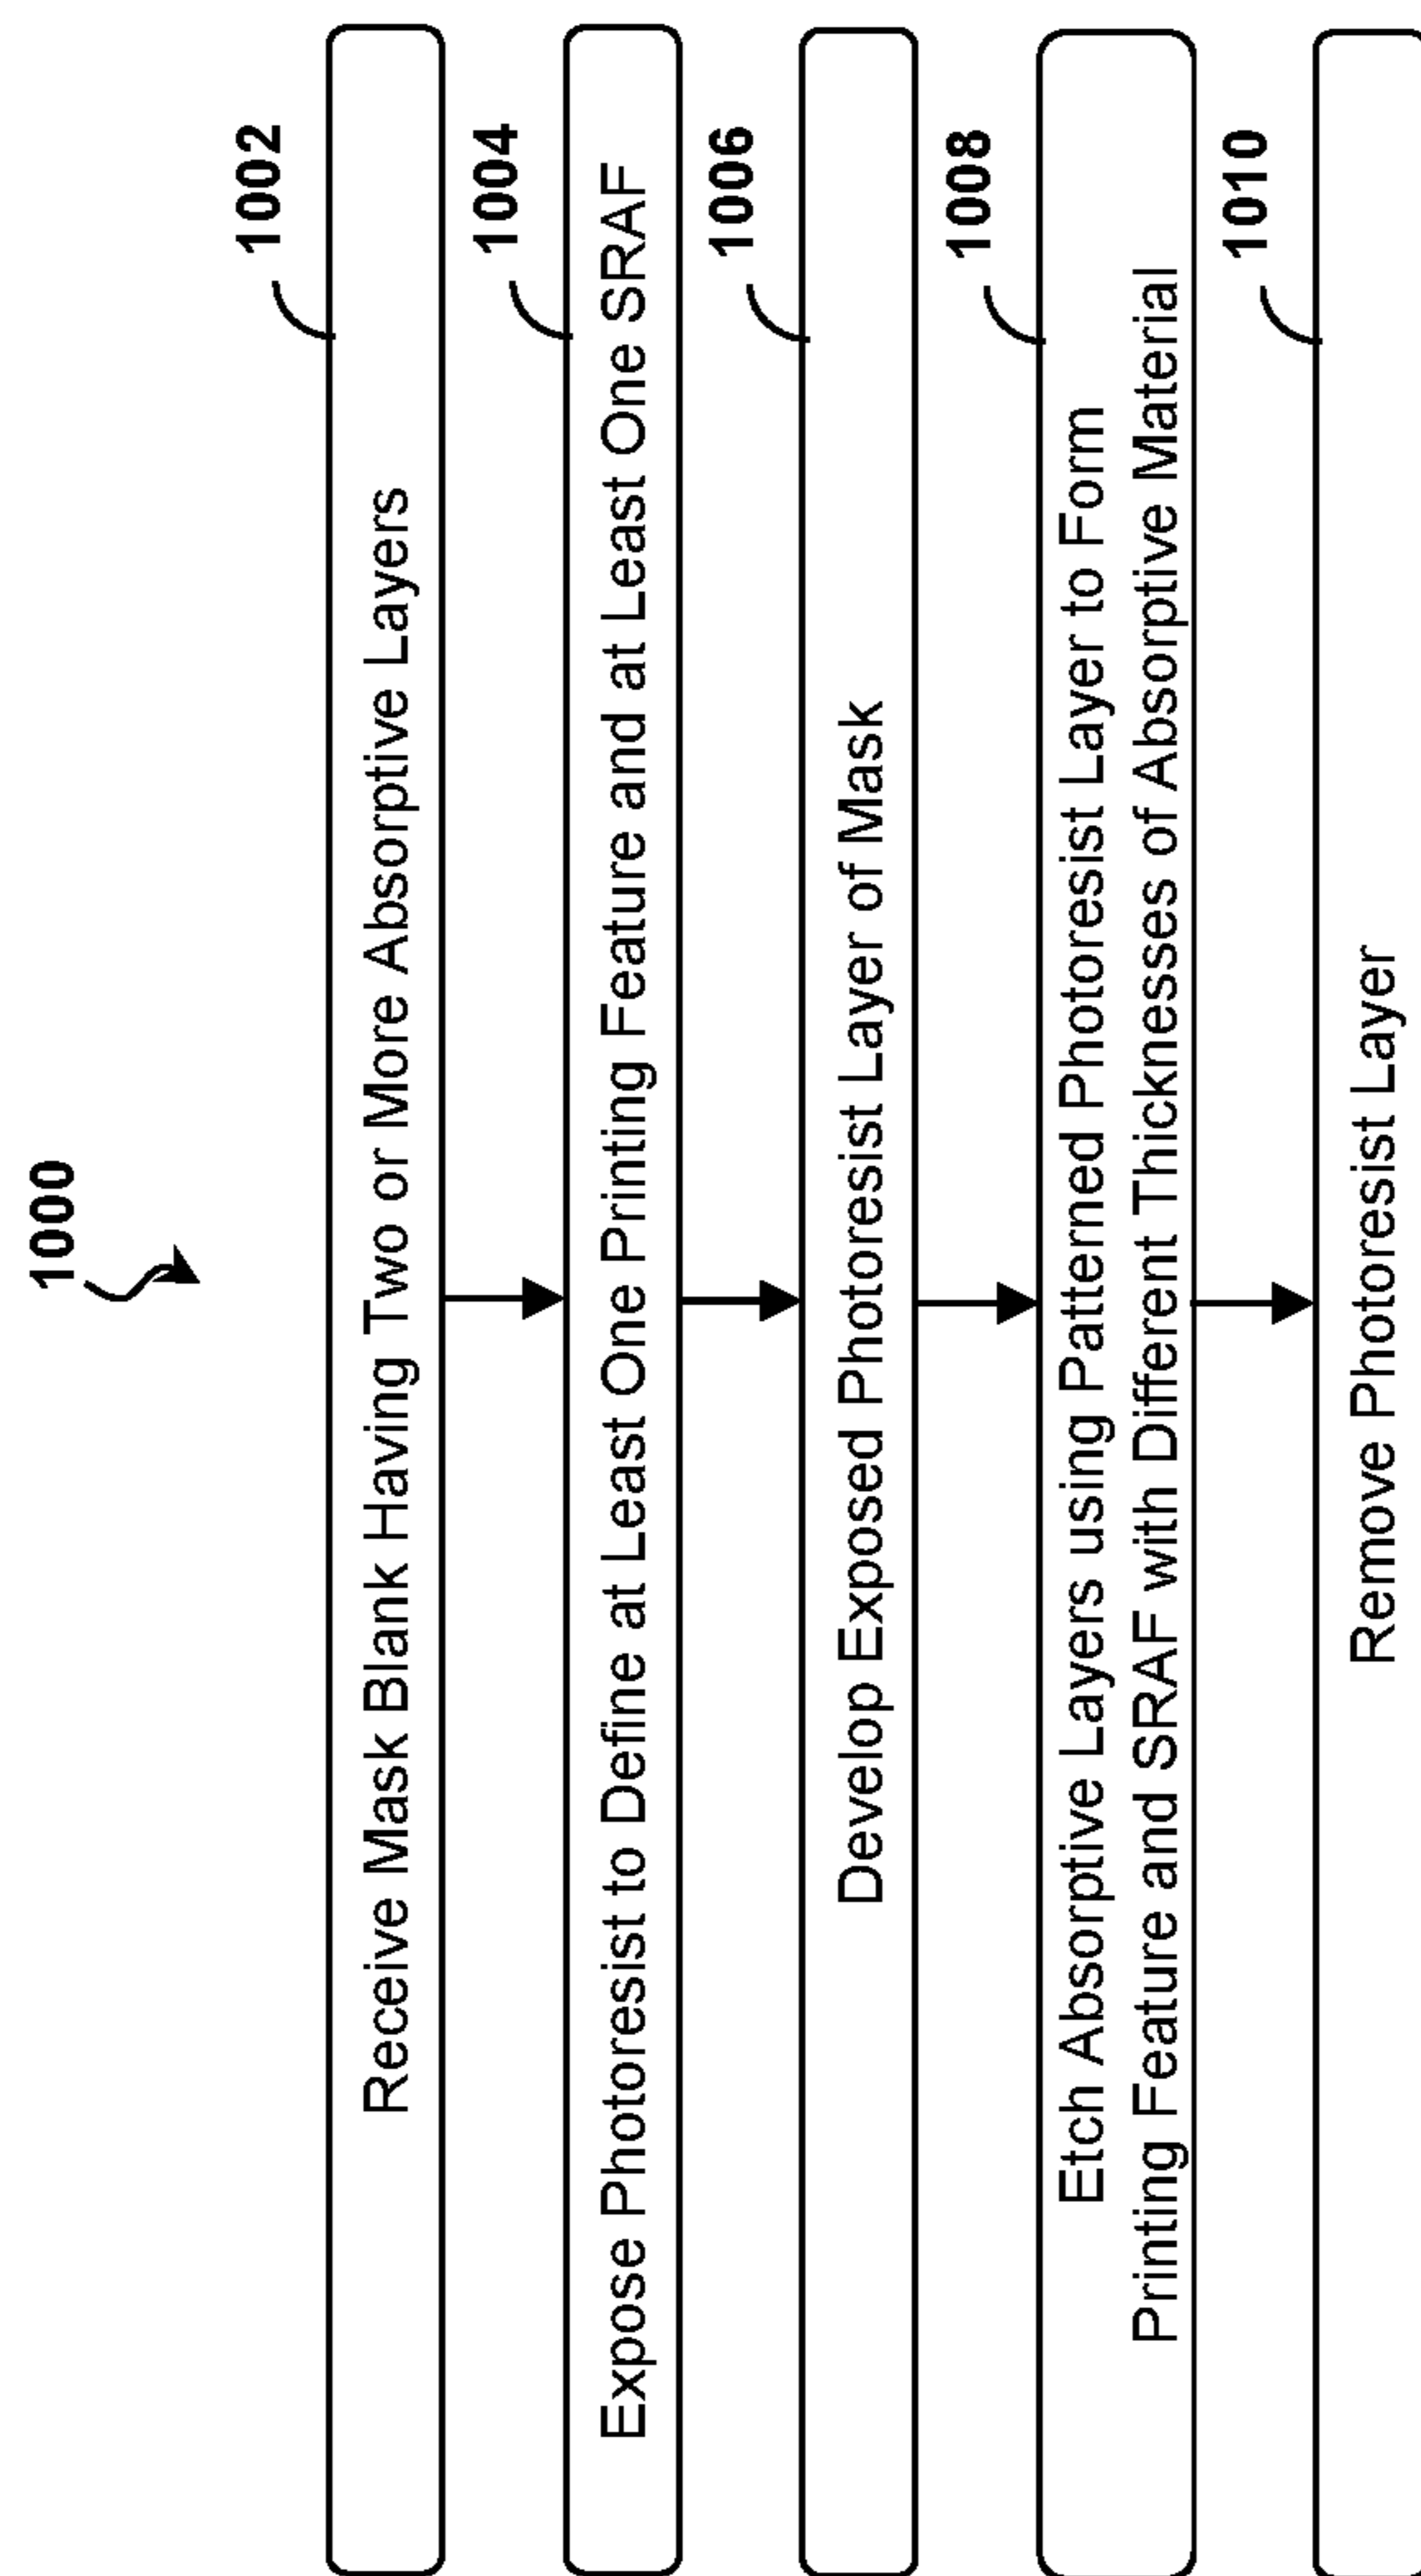 1000
1002
Receive Mask Blank Having Two or More Absorptive Layers
1004
Expose Photoresist to Define at Least One Printing Feature and at Least One SRAF
1006
Develop Exposed Photoresist Layer of Mask
1008
Etch Absorptive Layers using Patterned Photoresist Layer to Form
Printing Feature and SRAF with Different Thicknesses of Absorptive Material
1010
Remove Photoresist Layer